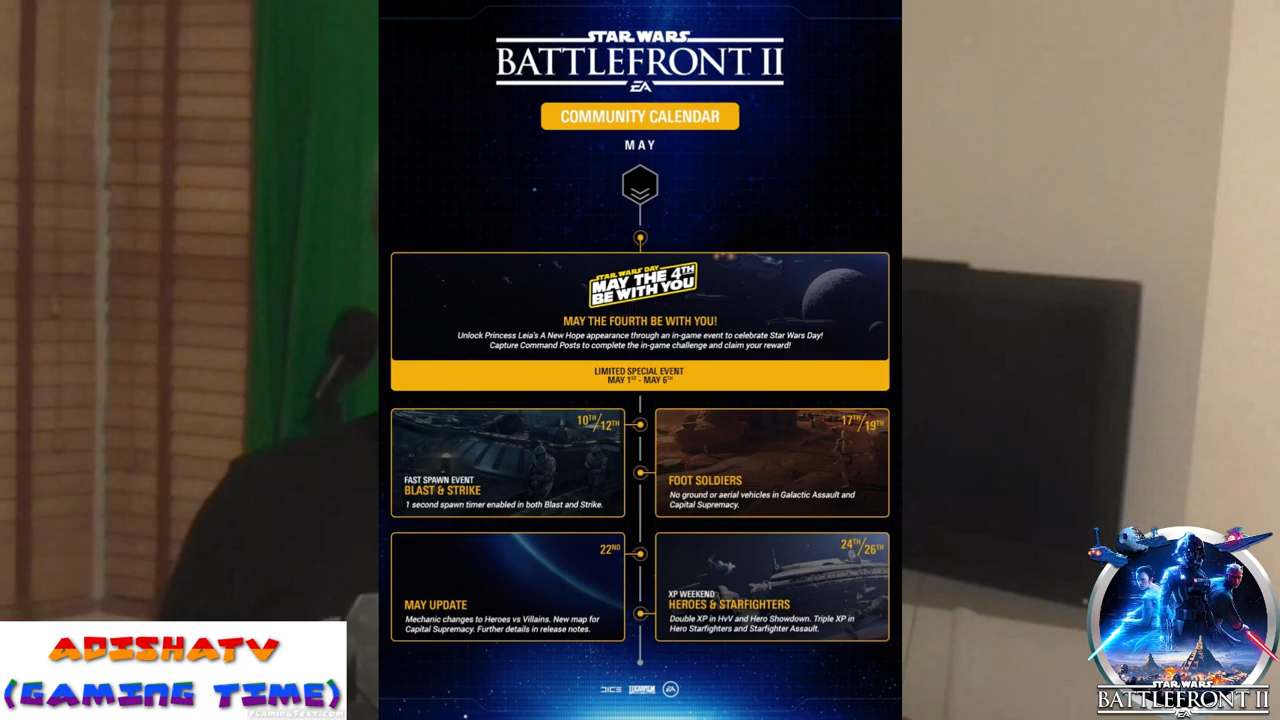 STAR WARS
BATTLEFRONT II
EA
COMMUNITY CALENDAR
MAY
STAR WARS DAY
MAY THE 4TH
BE WITH YOU
MAY THE FOURTH BE WITH YOU!
Unlock Princess Leia's A New Hope appearance through an in-game event to celebrate Star Wars Day!
Capture Command Posts to complete the in-game challenge and claim your reward!
LIMITED SPECIAL EVENT
MAY 1ST - MAY 6TH
10TH/12TH
FAST SPAWN EVENT
BLAST & STRIKE
1 second spawn timer enabled in both Blast and Strike.
17TH/19TH
FOOT SOLDIERS
No ground or aerial vehicles in Galactic Assault and
Capital Supremacy.
22ND
MAY UPDATE
Mechanic changes to Heroes vs Villains. New map for
Capital Supremacy. Further details in release notes.
24TH/26TH
XP WEEKEND
HEROES & STARFIGHTERS
Double XP in HvV and Hero Showdown. Triple XP in
Hero Starfighters and Starfighter Assault.
DICE LUCASFILM EA
ADISHATV
(GAMING TIME)
FLAMINGTEXT.COM
STAR WARS
BATTLEFRONT II
EA